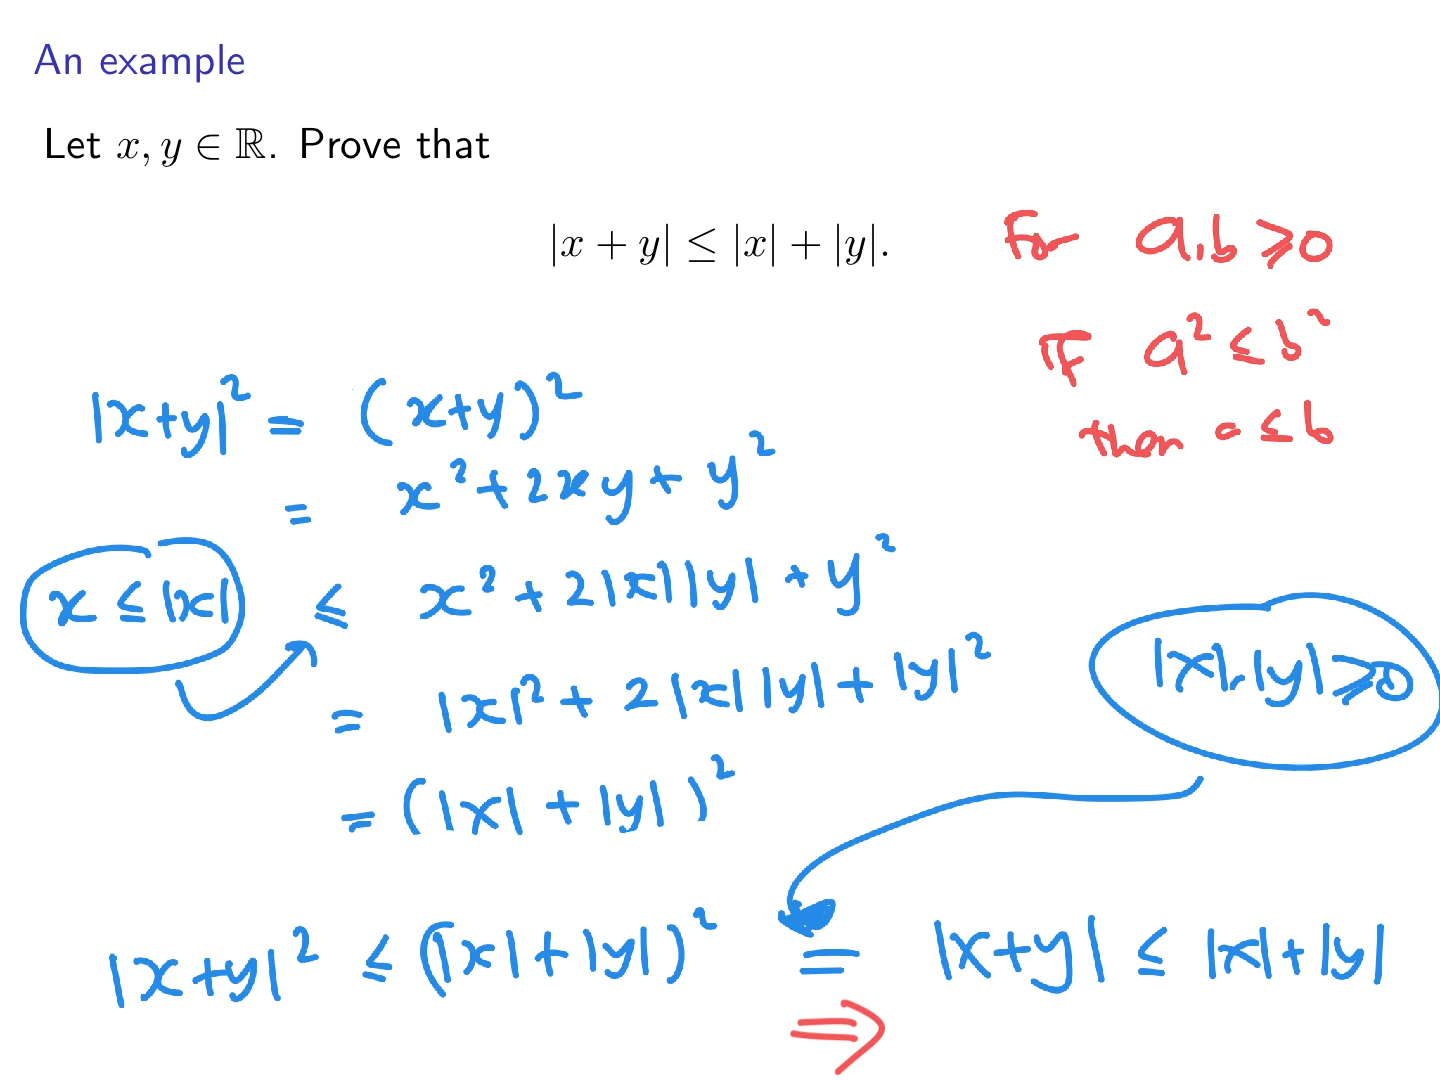 An example
Let x, y ∈ ℝ. Prove that
|x + y| ≤ |x| + |y|.
For a,b ⩾ 0
If a² ≤ b²
then a ≤ b
|x+y|² = (x+y)²
= x² + 2xy + y²
x ≤ |x|
≤ x² + 2|x||y| + y²
= |x|² + 2|x||y| + |y|²
|x|,|y| ⩾ 0
= (|x| + |y|)²
|x+y|² ≤ (|x|+|y|)² = |x+y| ≤ |x|+|y|
⇒